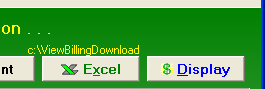 on . . .
c:\ViewBillingDownload
nt Excel $ Display